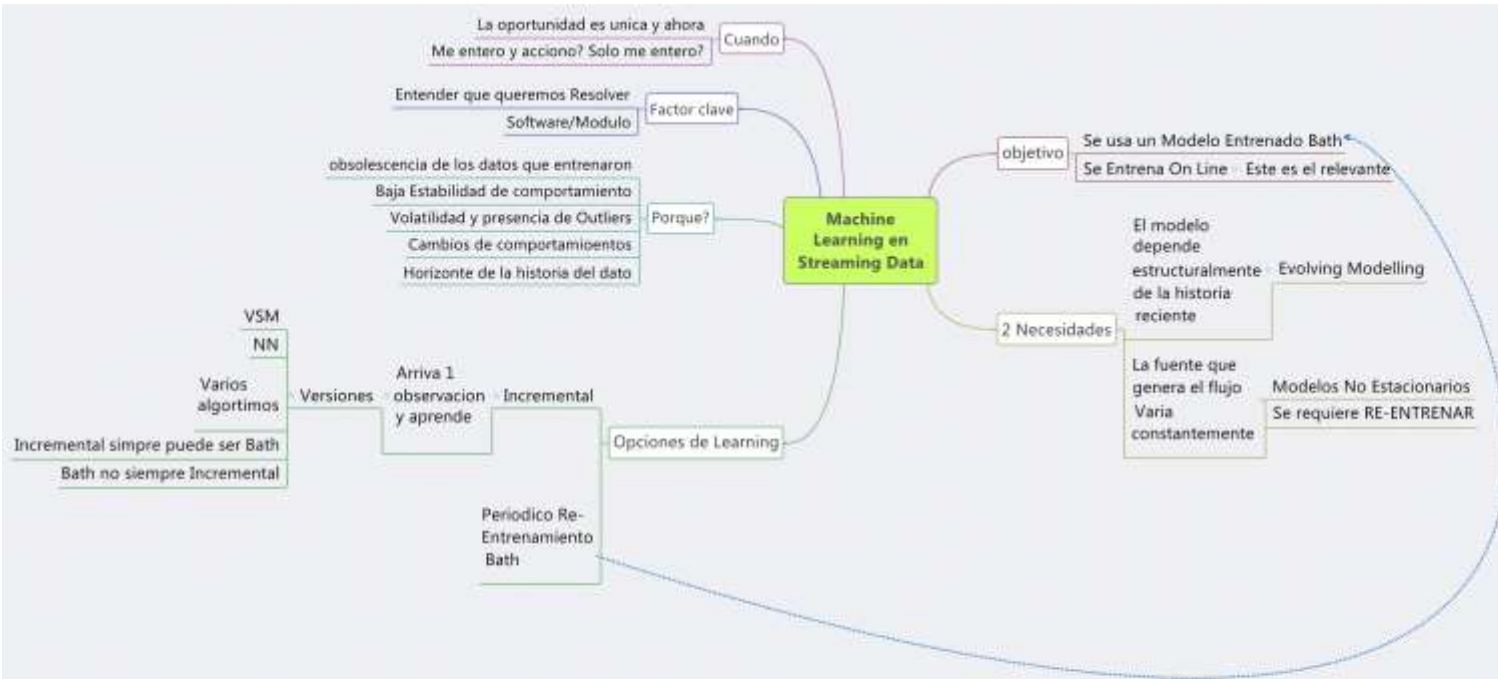 La oportunidad es unica y ahora
Me entero y acciono? Solo me entero?
Cuando
Entender que queremos Resolver
Software/Modulo
Factor clave
obsolescencia de los datos que entrenaron
Baja Estabilidad de comportamiento
Volatilidad y presencia de Outliers
Cambios de comportamioentos
Horizonte de la historia del dato
Porque?
Machine
Learning en
Streaming Data
objetivo
Se usa un Modelo Entrenado Bath
Se Entrena On Line
Este es el relevante
2 Necesidades
El modelo
depende
estructuralmente
de la historia
reciente
Evolving Modelling
La fuente que
genera el flujo
Varia
constantemente
Modelos No Estacionarios
Se requiere RE-ENTRENAR
Opciones de Learning
Incremental
Arriva 1
observacion
y aprende
Versiones
VSM
NN
Varios
algortimos
Incremental simpre puede ser Bath
Bath no siempre Incremental
Periodico Re-
Entrenamiento
Bath